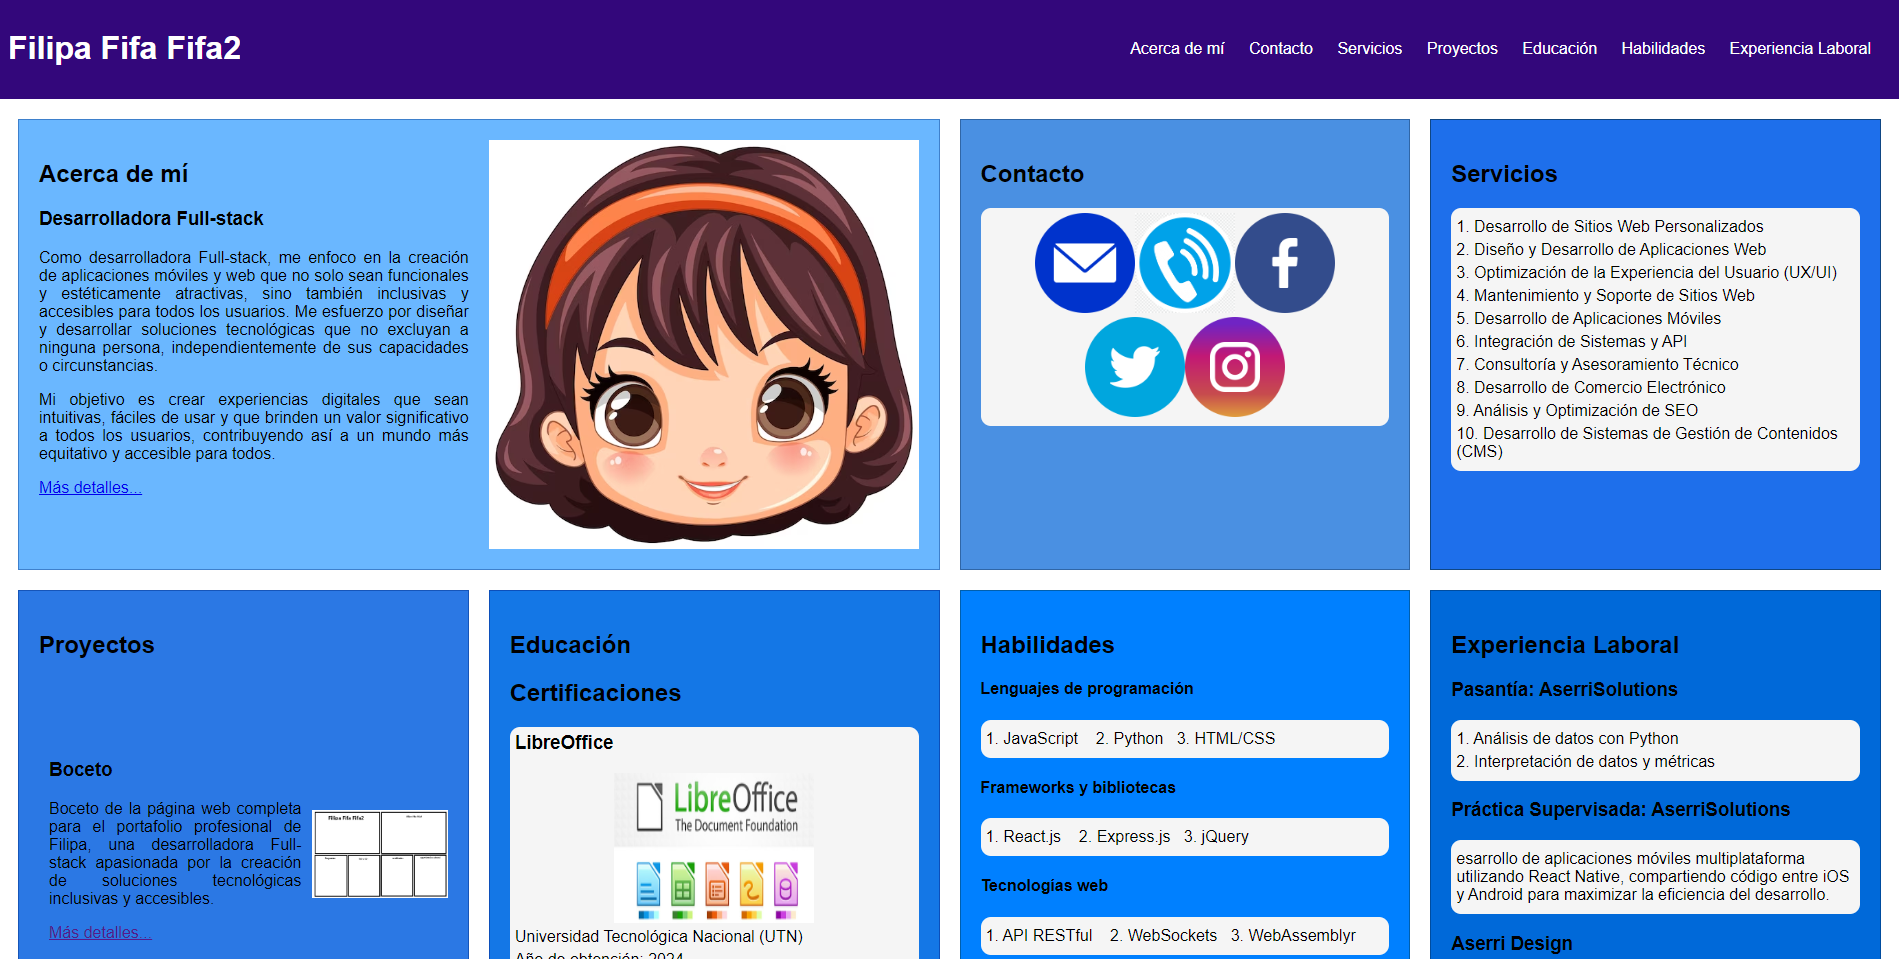 Filipa Fifa Fifa2
Acerca de mí Contacto Servicios Proyectos Educación Habilidades Experiencia Laboral
Acerca de mí
Desarrolladora Full-stack
Como desarrolladora Full-stack, me enfoco en la creación
de aplicaciones móviles y web que no solo sean funcionales
y estéticamente atractivas, sino también inclusivas y
accesibles para todos los usuarios. Me esfuerzo por diseñar
y desarrollar soluciones tecnológicas que no excluyan a
ninguna persona, independientemente de sus capacidades
o circunstancias.
Mi objetivo es crear experiencias digitales que sean
intuitivas, fáciles de usar y que brinden un valor significativo
a todos los usuarios, contribuyendo así a un mundo más
equitativo y accesible para todos.
Más detalles...
Contacto
Servicios
1. Desarrollo de Sitios Web Personalizados
2. Diseño y Desarrollo de Aplicaciones Web
3. Optimización de la Experiencia del Usuario (UX/UI)
4. Mantenimiento y Soporte de Sitios Web
5. Desarrollo de Aplicaciones Móviles
6. Integración de Sistemas y API
7. Consultoría y Asesoramiento Técnico
8. Desarrollo de Comercio Electrónico
9. Análisis y Optimización de SEO
10. Desarrollo de Sistemas de Gestión de Contenidos
(CMS)
Proyectos
Boceto
Boceto de la página web completa
para el portafolio profesional de
Filipa, una desarrolladora Full-
stack apasionada por la creación
de soluciones tecnológicas
inclusivas y accesibles.
Filipa Fifa Fifa2
Más detalles...
Educación
Certificaciones
LibreOffice
LibreOffice
The Document Foundation
Universidad Tecnológica Nacional (UTN)
Año de obtención: 2024
Habilidades
Lenguajes de programación
1. JavaScript 2. Python 3. HTML/CSS
Frameworks y bibliotecas
1. React.js 2. Express.js 3. jQuery
Tecnologías web
1. API RESTful 2. WebSockets 3. WebAssemblyr
Experiencia Laboral
Pasantía: AserriSolutions
1. Análisis de datos con Python
2. Interpretación de datos y métricas
Práctica Supervisada: AserriSolutions
esarrollo de aplicaciones móviles multiplataforma
utilizando React Native, compartiendo código entre iOS
y Android para maximizar la eficiencia del desarrollo.
Aserri Design